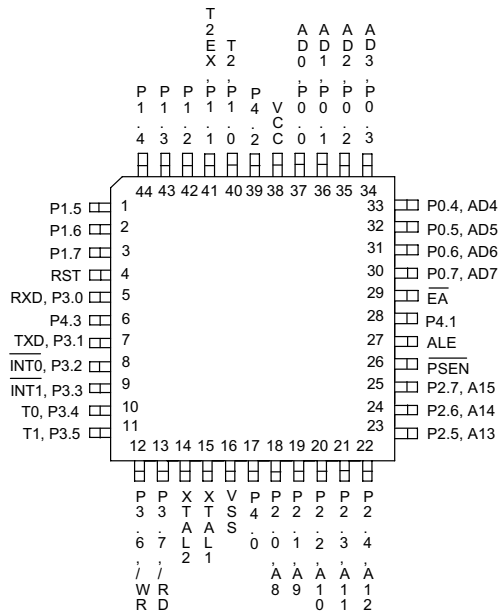 T2EX,P1.1
T2,P1.0
AD0,P0.0
AD1,P0.1
AD2,P0.2
AD3,P0.3
P1.4
P1.3
P1.2
P4.2
VCC
44 43 42 41 40 39 38 37 36 35 34
P1.5 1
P1.6 2
P1.7 3
RST 4
RXD, P3.0 5
P4.3 6
TXD, P3.1 7
INT0, P3.2 8
INT1, P3.3 9
T0, P3.4 10
T1, P3.5 11
33 P0.4, AD4
32 P0.5, AD5
31 P0.6, AD6
30 P0.7, AD7
29 EA
28 P4.1
27 ALE
26 PSEN
25 P2.7, A15
24 P2.6, A14
23 P2.5, A13
12 13 14 15 16 17 18 19 20 21 22
P3.6,/WR
P3.7,/RD
XTAL2
XTAL1
VSS
P4.0
P2.0,A8
P2.1,A9
P2.2,A10
P2.3,A11
P2.4,A12